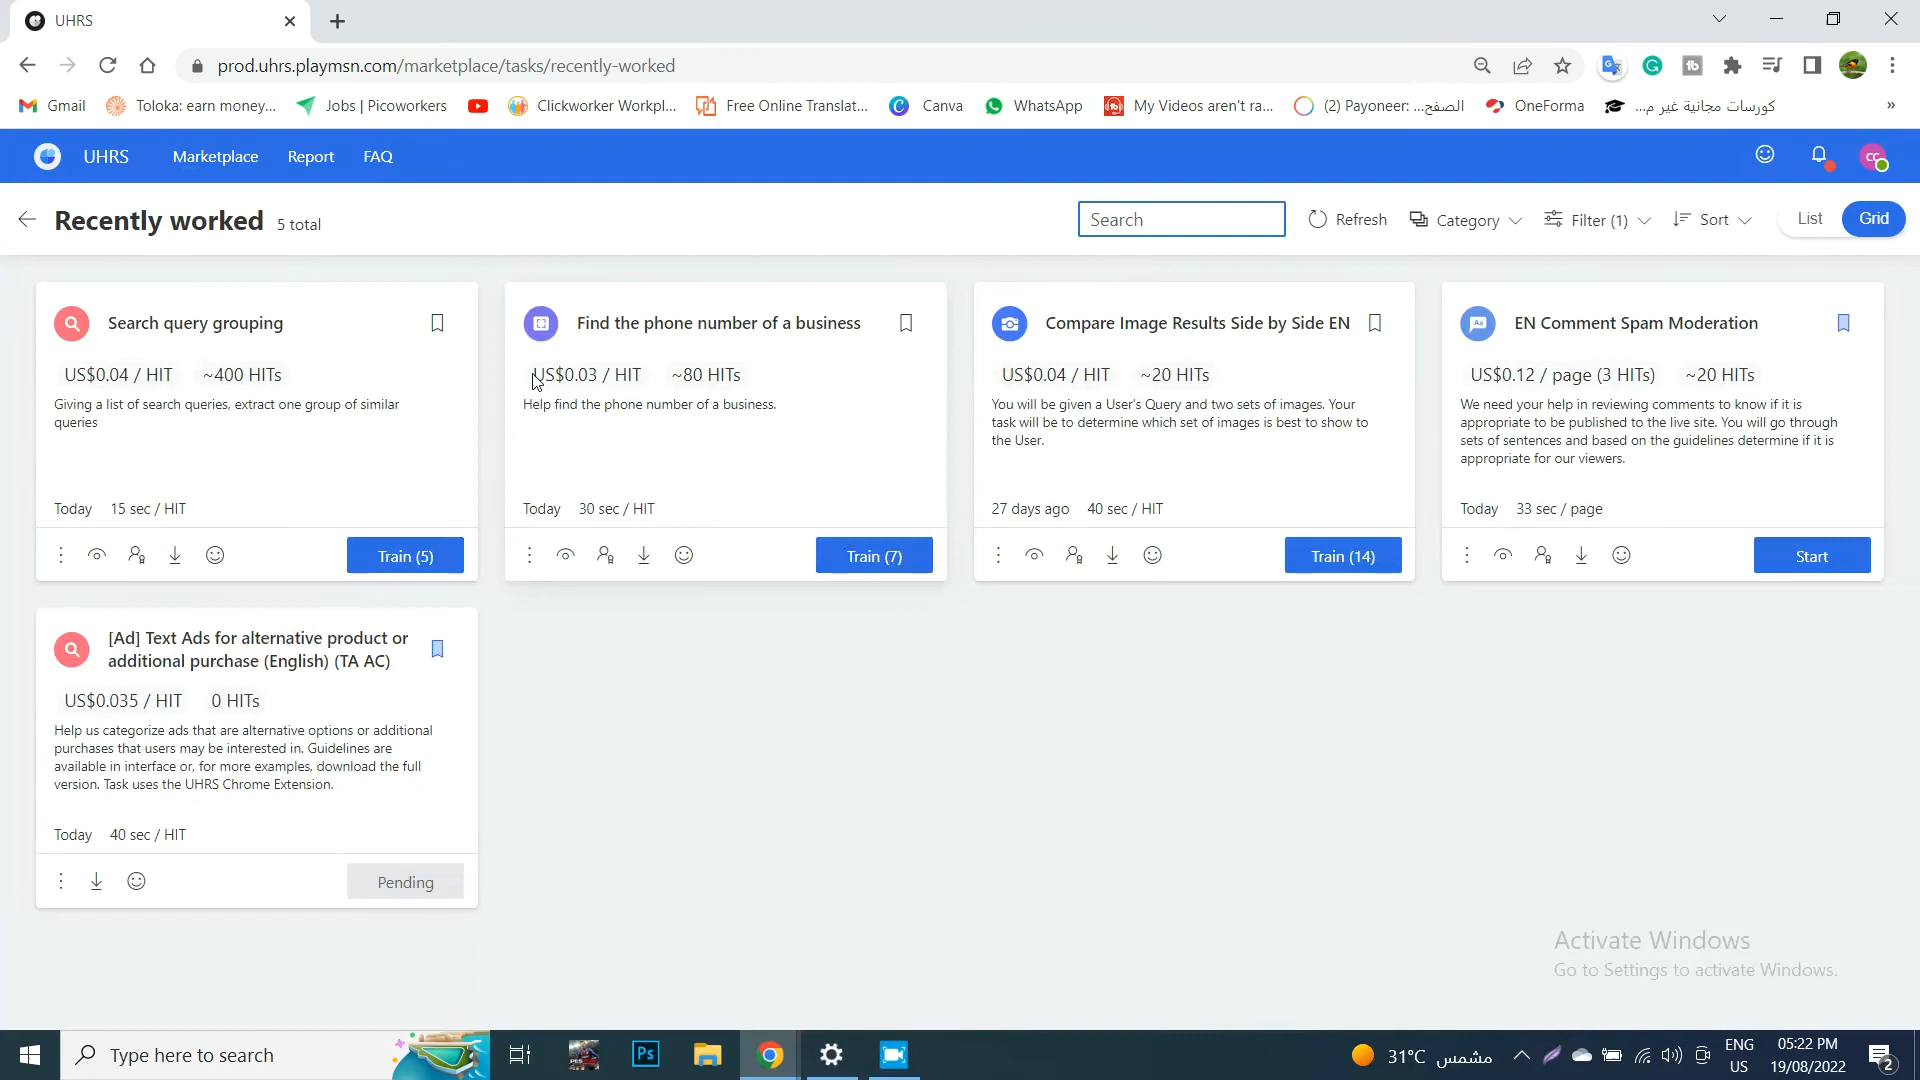 UHRS
prod.uhrs.playmsn.com/marketplace/tasks/recently-worked
Gmail Toloka: earn money... Jobs | Picoworkers Clickworker Workpl... Free Online Translat... Canva WhatsApp My Videos aren't ra... (2) Payoneer: ...الصفح OneForma كورسات مجانية غير م... »
UHRS Marketplace Report FAQ CC
Recently worked 5 total Search Refresh Category Filter (1) Sort List Grid
Search query grouping
US$0.04 / HIT ~400 HITs
Giving a list of search queries, extract one group of similar
queries
Today 15 sec / HIT
Train (5)
Find the phone number of a business
US$0.03 / HIT ~80 HITs
Help find the phone number of a business.
Today 30 sec / HIT
Train (7)
Compare Image Results Side by Side EN
US$0.04 / HIT ~20 HITs
You will be given a User's Query and two sets of images. Your
task will be to determine which set of images is best to show to
the User.
27 days ago 40 sec / HIT
Train (14)
Aa
EN Comment Spam Moderation
US$0.12 / page (3 HITs) ~20 HITs
We need your help in reviewing comments to know if it is
appropriate to be published to the live site. You will go through
sets of sentences and based on the guidelines determine if it is
appropriate for our viewers.
Today 33 sec / page
Start
[Ad] Text Ads for alternative product or
additional purchase (English) (TA AC)
US$0.035 / HIT 0 HITs
Help us categorize ads that are alternative options or additional
purchases that users may be interested in. Guidelines are
available in interface or, for more examples, download the full
version. Task uses the UHRS Chrome Extension.
Today 40 sec / HIT
Pending
Activate Windows
Go to Settings to activate Windows.
Type here to search
Ps
31°C مشمس
ENG
US
05:22 PM
19/08/2022
2